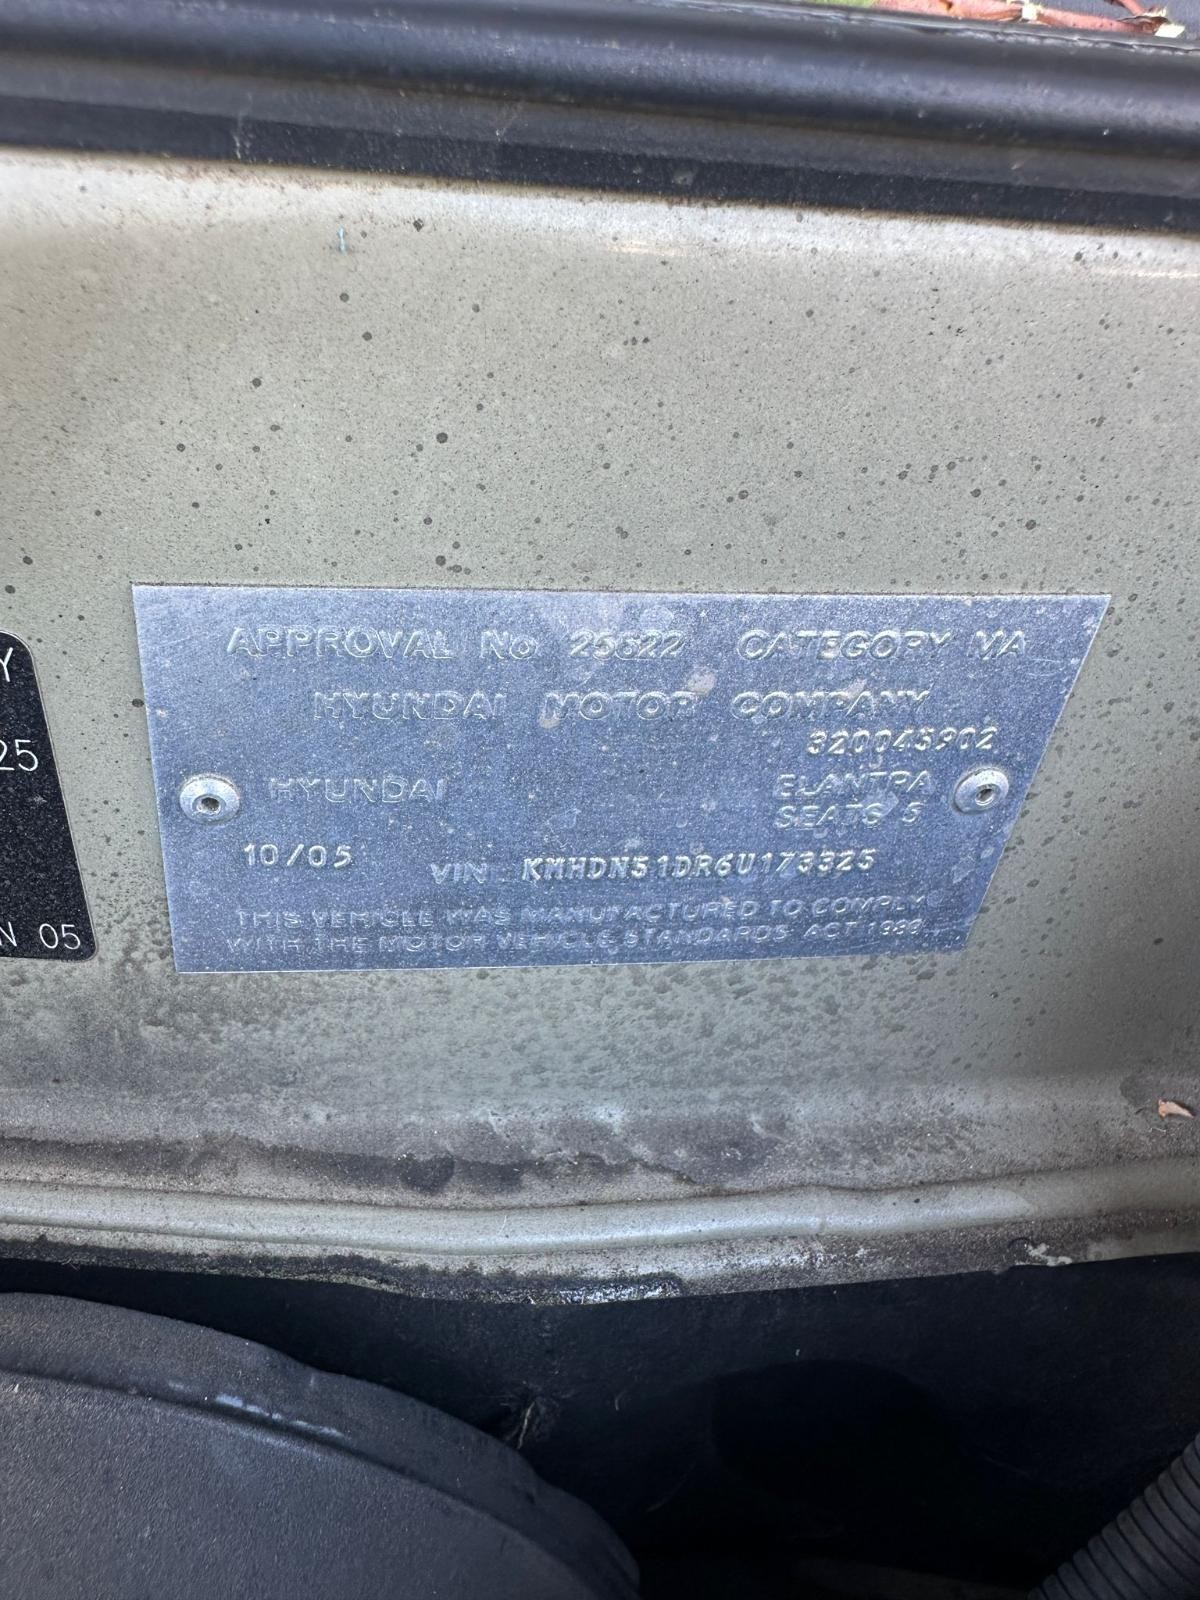 APPROVAL No 25622 CATEGORY MA
HYUNDAI MOTOR COMPANY
320045902
HYUNDAI ELANTRA
SEATS 5
10/05 VIN KMHDN51DR6U173325
THIS VEHICLE WAS MANUFACTURED TO COMPLY
WITH THE MOTOR VEHICLE STANDARDS ACT 1989.
Y
25
N 05